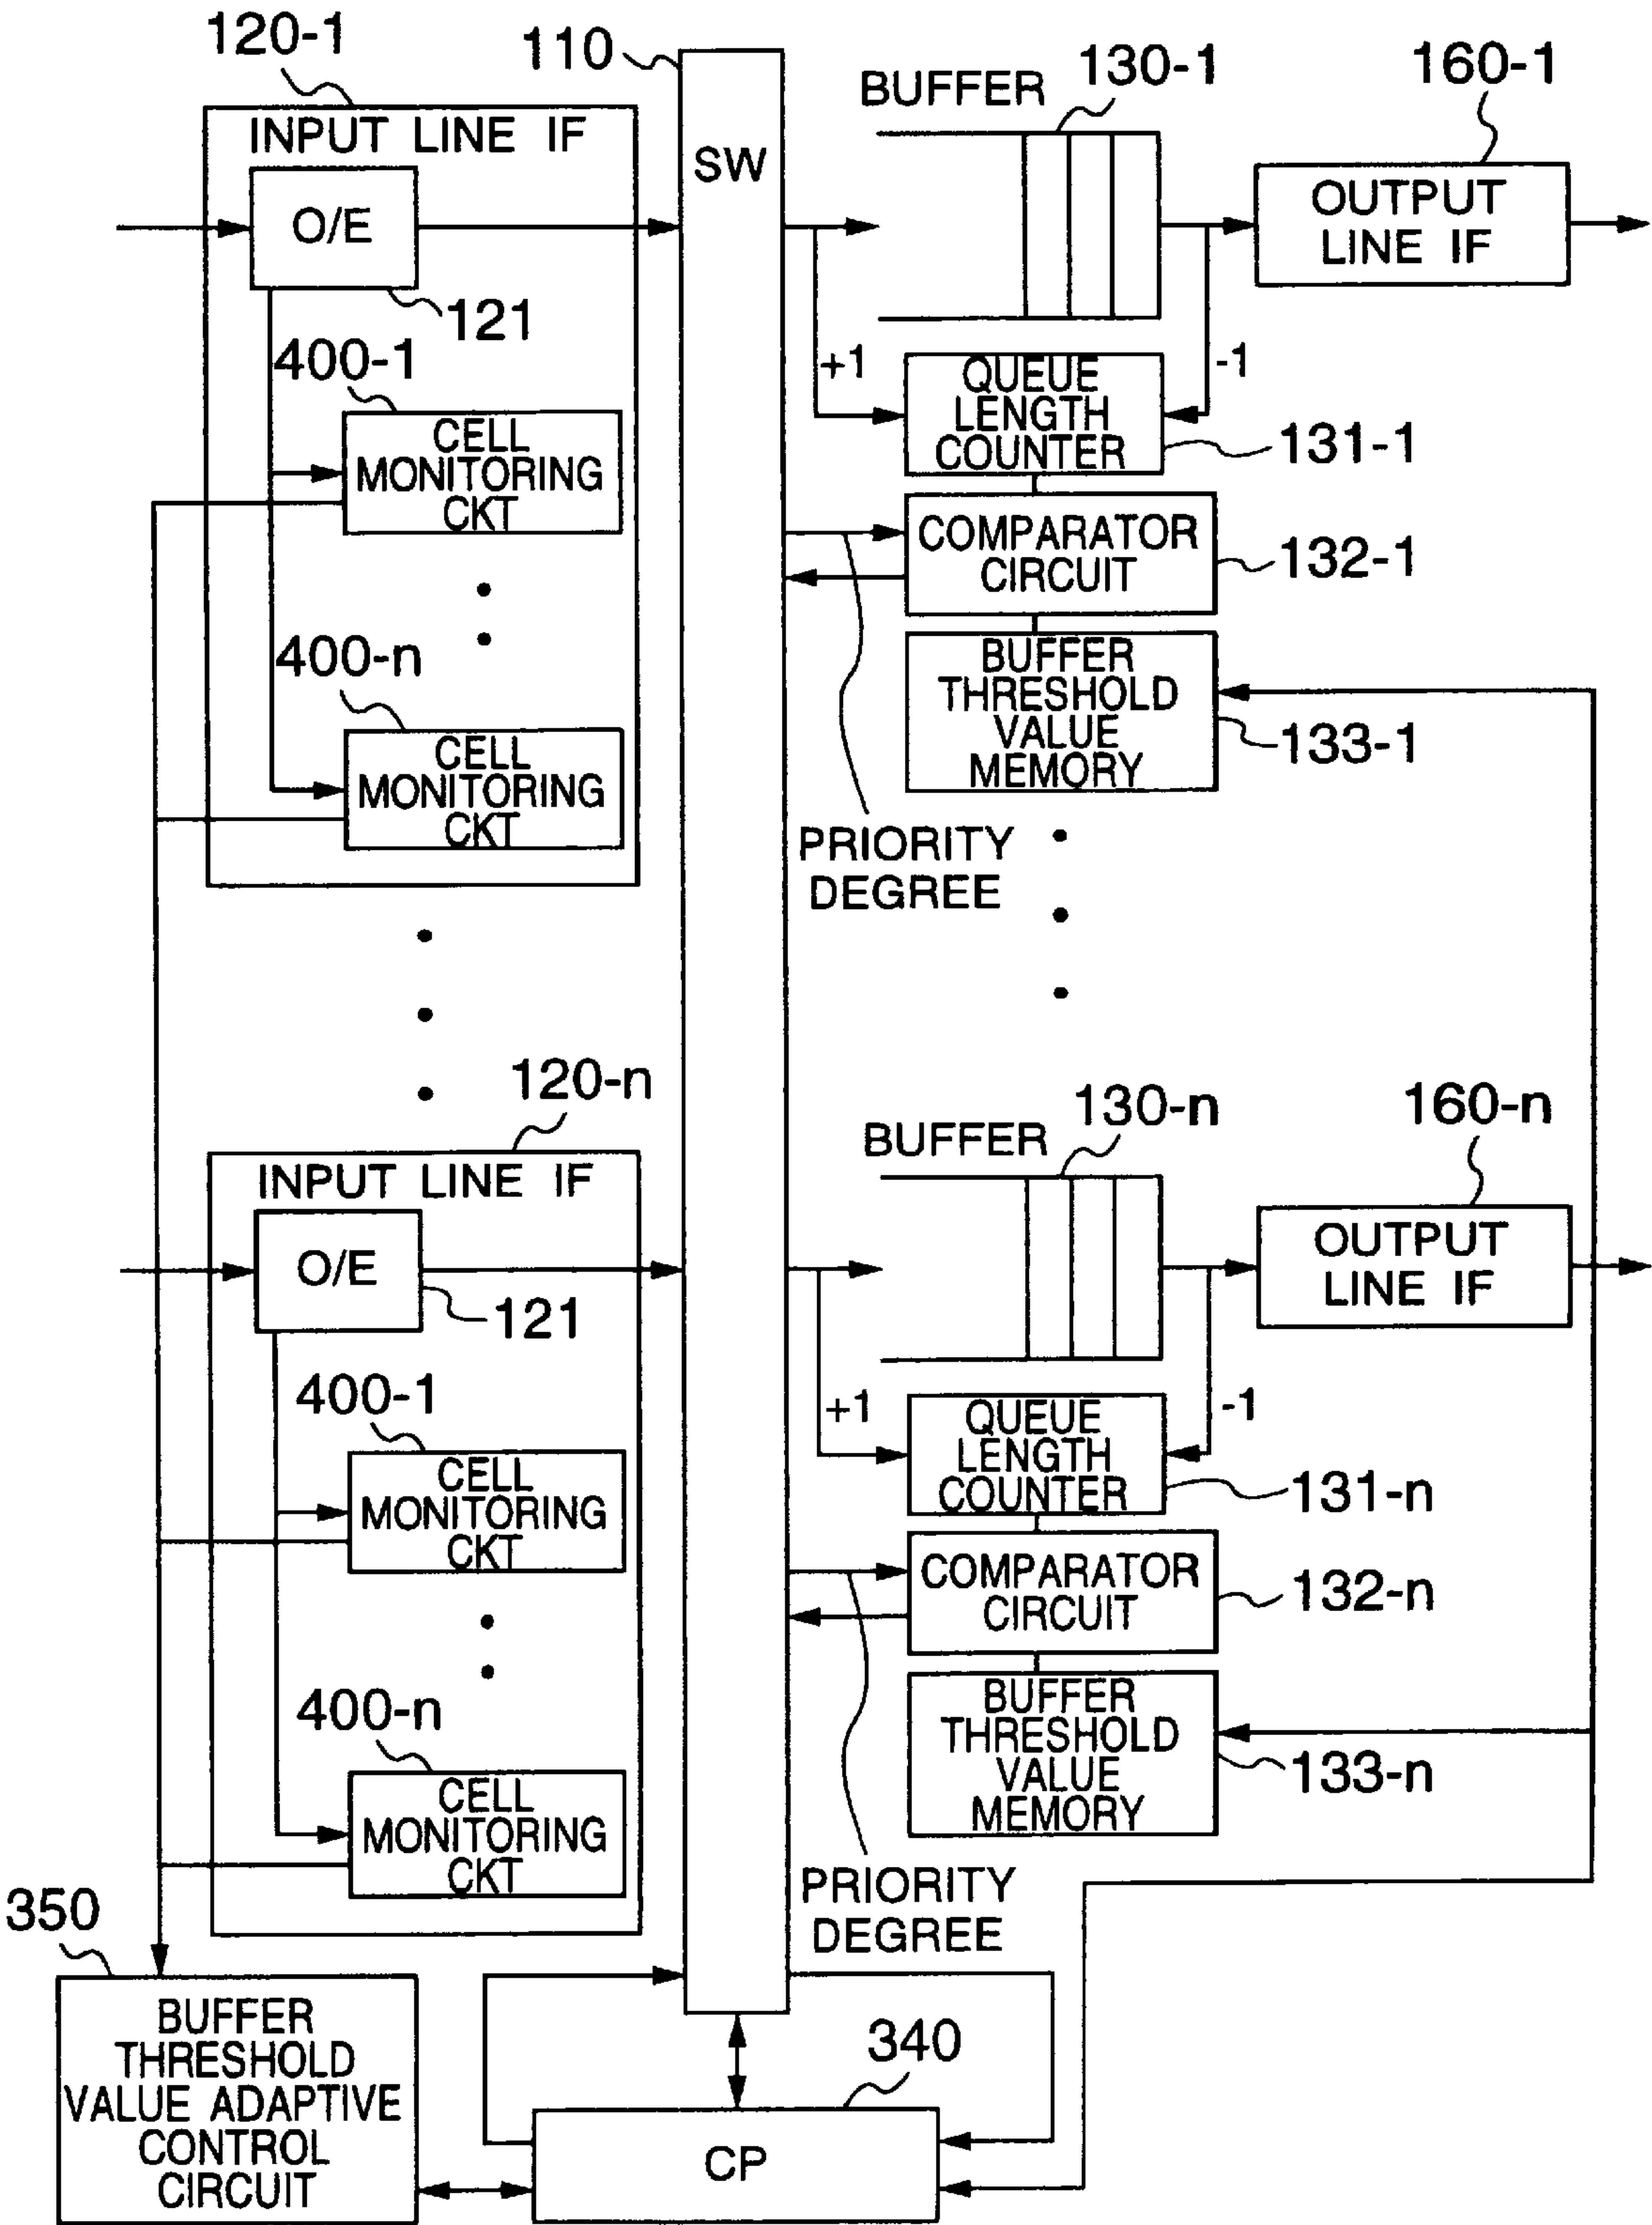 120-1
110
BUFFER
130-1
160-1
INPUT LINE IF
SW
O/E
OUTPUT
LINE IF
121
400-1
+1
-1
QUEUE
LENGTH
COUNTER
131-1
CELL
MONITORING
CKT
COMPARATOR
CIRCUIT
132-1
400-n
BUFFER
THRESHOLD
VALUE
MEMORY
133-1
CELL
MONITORING
CKT
PRIORITY
DEGREE
120-n
BUFFER
130-n
160-n
INPUT LINE IF
O/E
OUTPUT
LINE IF
121
400-1
+1
-1
QUEUE
LENGTH
COUNTER
131-n
CELL
MONITORING
CKT
COMPARATOR
CIRCUIT
132-n
400-n
BUFFER
THRESHOLD
VALUE
MEMORY
133-n
CELL
MONITORING
CKT
PRIORITY
DEGREE
350
BUFFER
THRESHOLD
VALUE ADAPTIVE
CONTROL
CIRCUIT
340
CP